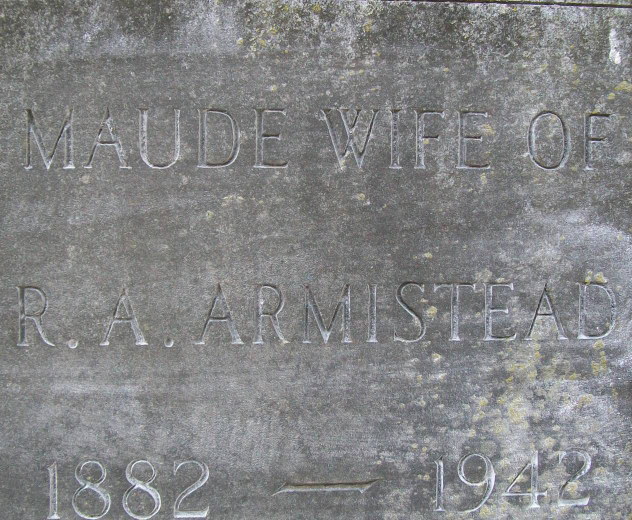 MAUDE WIFE OF
R. A. ARMISTEAD
1882 — 1942